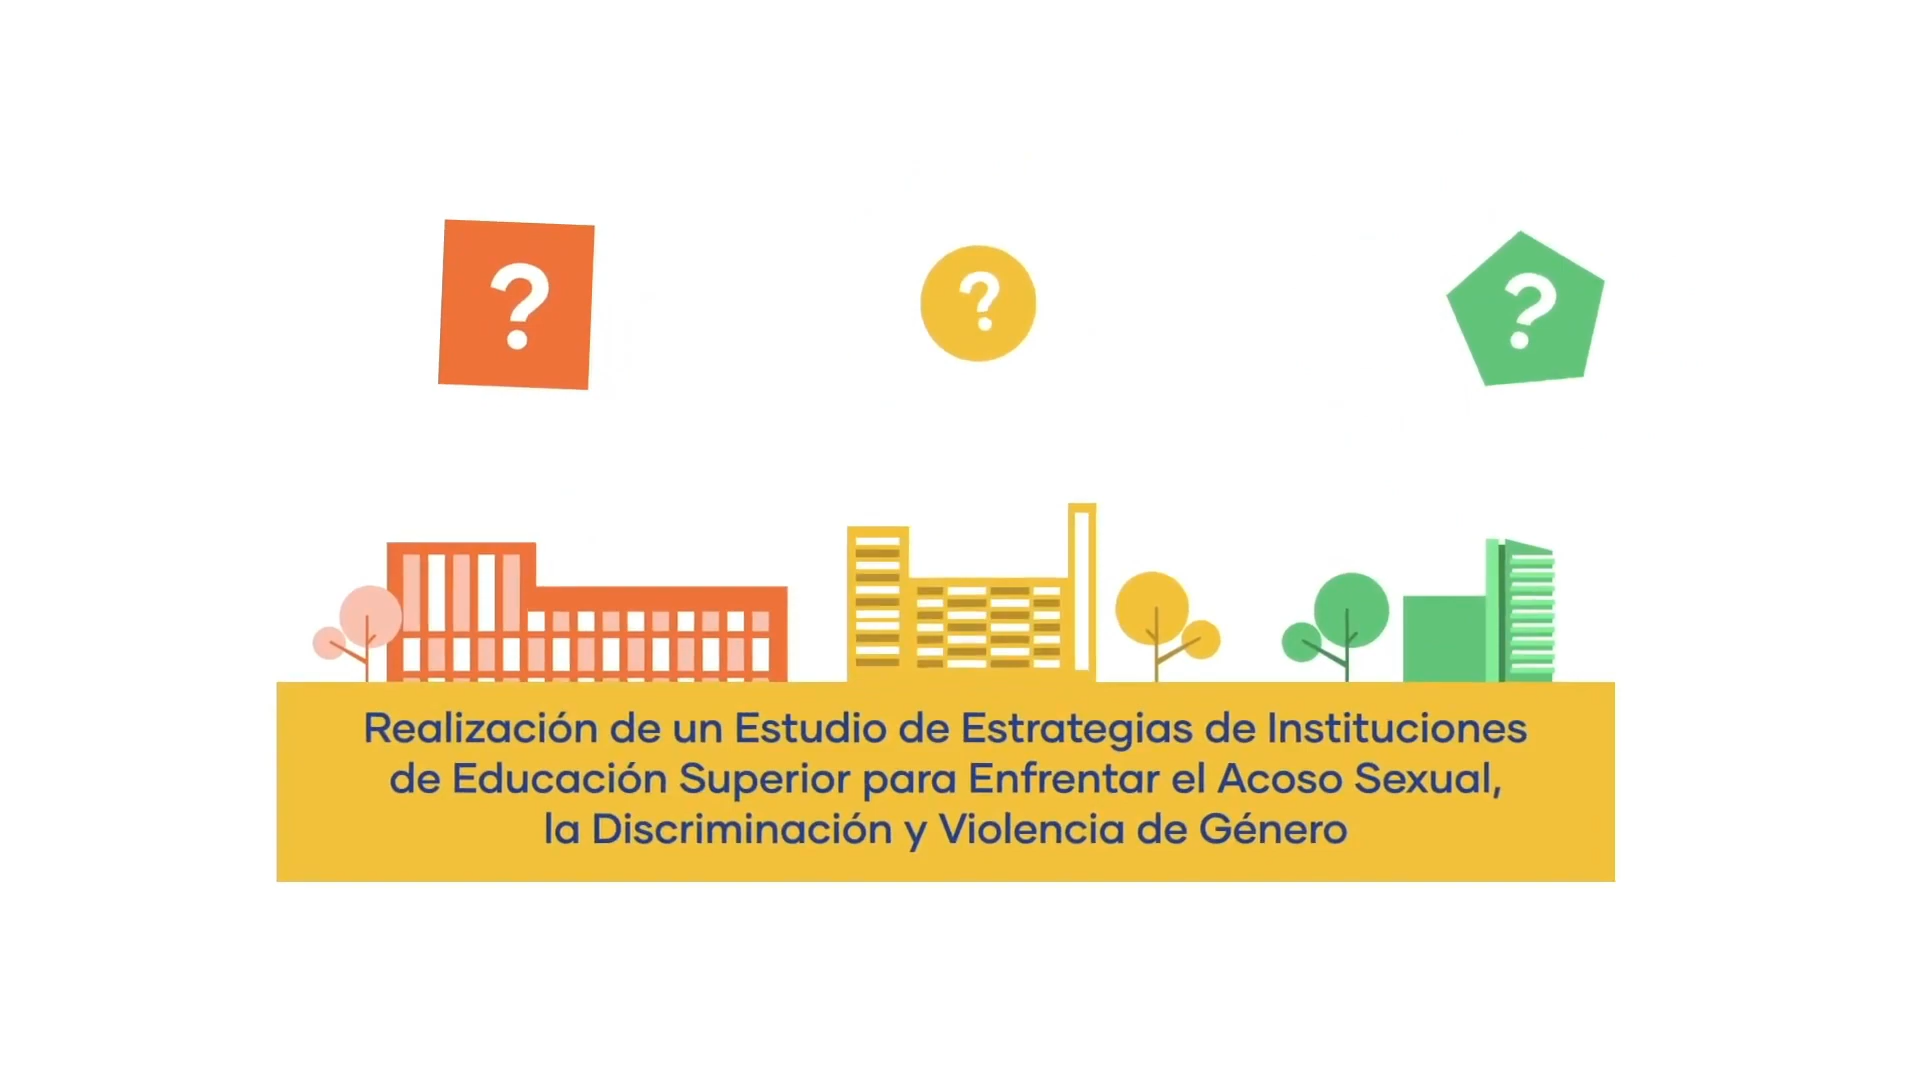 ? ? ?
Realización de un Estudio de Estrategias de Instituciones
de Educación Superior para Enfrentar el Acoso Sexual,
la Discriminación y Violencia de Género